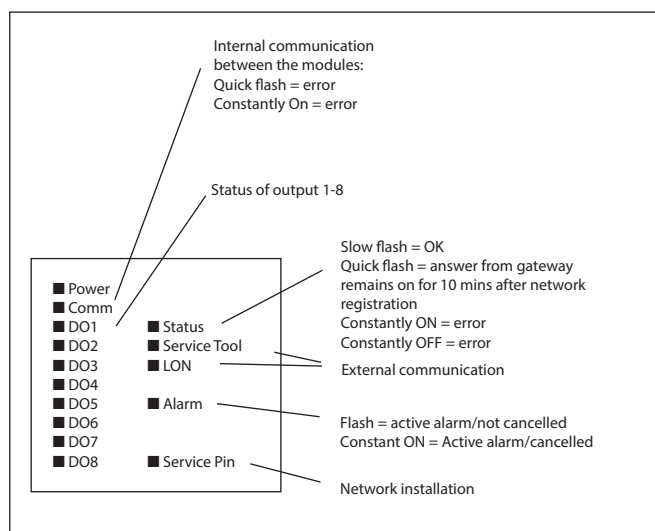 Internal communication
between the modules:
Quick flash = error
Constantly On = error
Status of output 1-8
Slow flash = OK
Quick flash = answer from gateway
remains on for 10 mins after network
registration
Constantly ON = error
Constantly OFF = error
External communication
Flash = active alarm/not cancelled
Constant ON = Active alarm/cancelled
Network installation
Power
Comm
DO1
DO2
DO3
DO4
DO5
DO6
DO7
DO8
Status
Service Tool
LON
Alarm
Service Pin